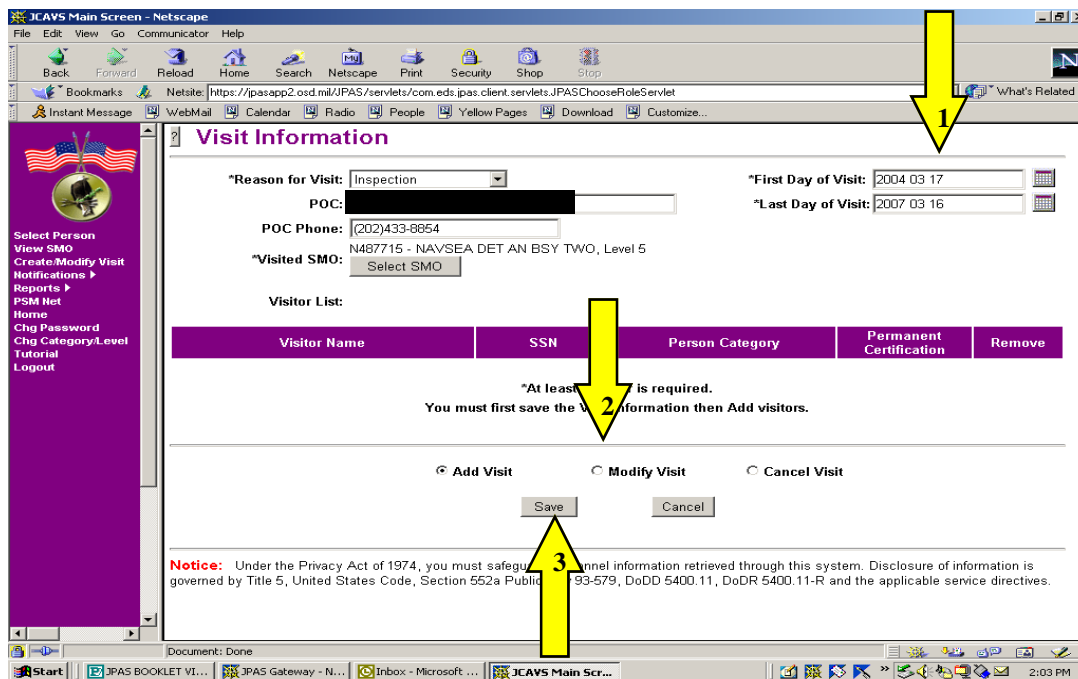 JCAVS Main Screen - Netscape
File Edit View Go Communicator Help
Back Forward Reload Home Search Netscape Print Security Shop Stop
N
Bookmarks Netsite: https://jpasapp2.osd.mil/JPAS/servlets/com.eds.jpas.client.servlets.JPASChooseRoleServlet What's Related
Instant Message WebMail Calendar Radio People Yellow Pages Download Customize...
1
? Visit Information
*Reason for Visit: Inspection *First Day of Visit: 2004 03 17
POC: *Last Day of Visit: 2007 03 16
POC Phone: (202)433-8854
*Visited SMO: N487715 - NAVSEA DET AN BSY TWO, Level 5
Select SMO
Visitor List:
Select Person
View SMO
Create/Modify Visit
Notifications
Reports
PSM Net
Home
Chg Password
Chg Category/Level
Tutorial
Logout
Visitor Name SSN Person Category Permanent Certification Remove
*At least is required.
2
You must first save the V information then Add visitors.
Add Visit Modify Visit Cancel Visit
Save Cancel
3
Notice: Under the Privacy Act of 1974, you must safegu nnel information retrieved through this system. Disclosure of information is
governed by Title 5, United States Code, Section 552a Public 93-579, DoDD 5400.11, DoDR 5400.11-R and the applicable service directives.
Document: Done
Start JPAS BOOKLET VI... JPAS Gateway - N... Inbox - Microsoft ... JCAVS Main Scr... 2:03 PM